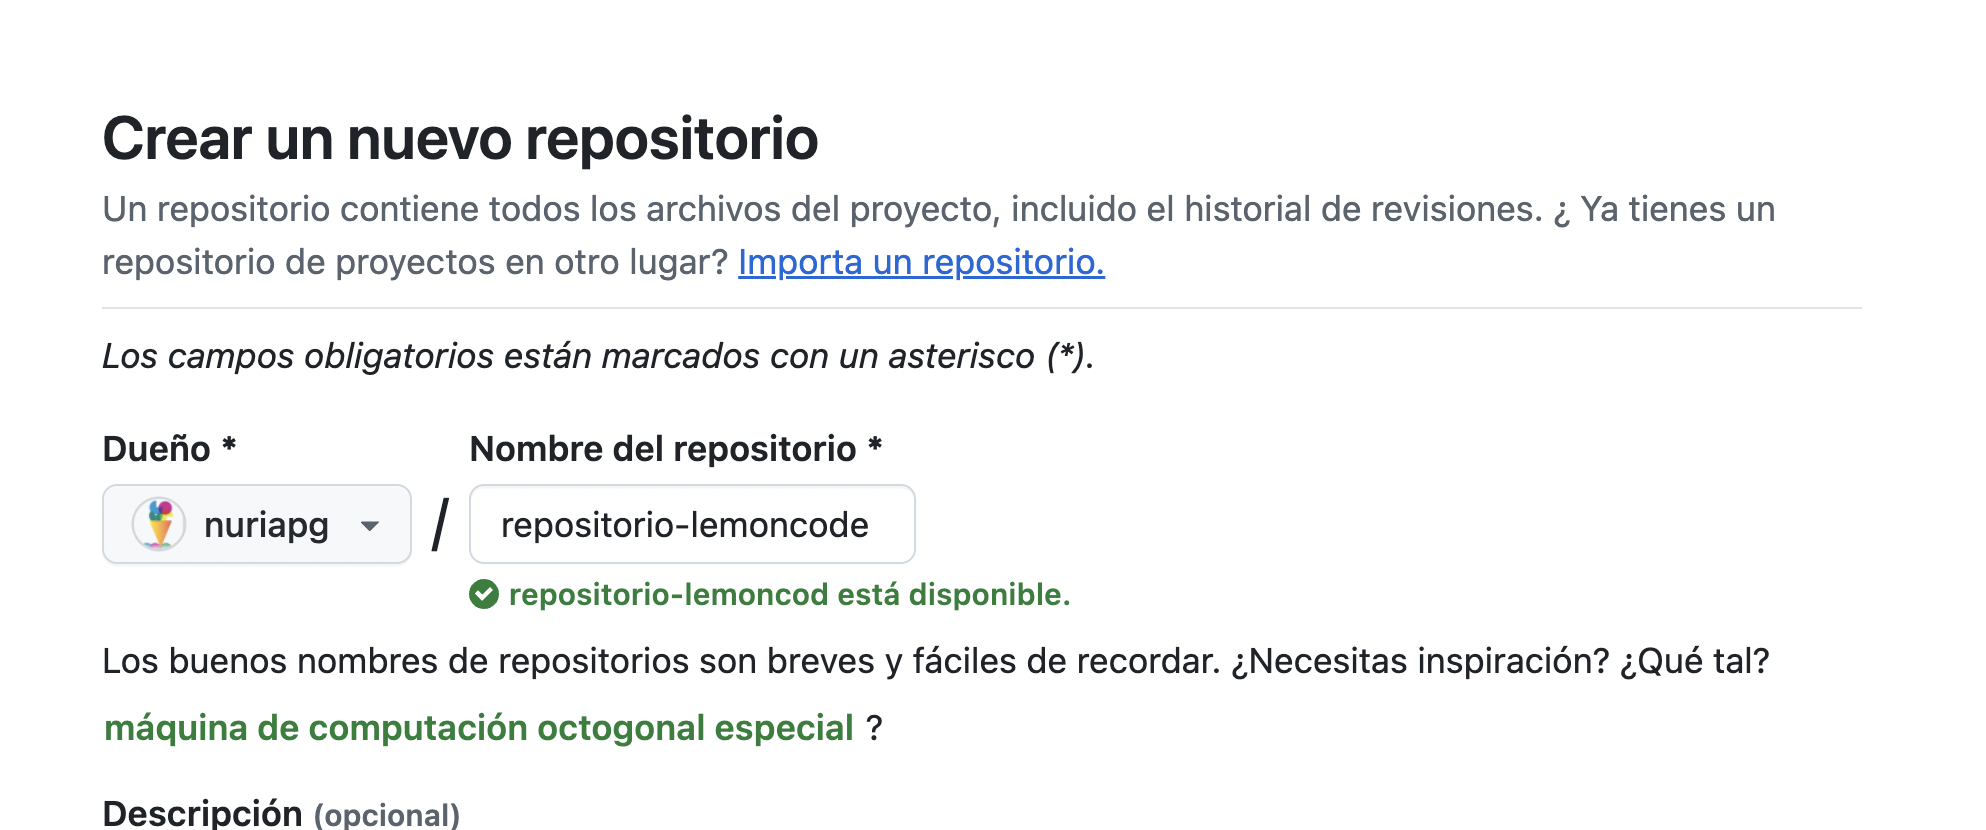 Crear un nuevo repositorio
Un repositorio contiene todos los archivos del proyecto, incluido el historial de revisiones. ¿ Ya tienes un
repositorio de proyectos en otro lugar? Importa un repositorio.
Los campos obligatorios están marcados con un asterisco (*).
Dueño * Nombre del repositorio *
nuriapg / repositorio-lemoncode
repositorio-lemoncod está disponible.
Los buenos nombres de repositorios son breves y fáciles de recordar. ¿Necesitas inspiración? ¿Qué tal?
máquina de computación octogonal especial ?
Descripción (opcional)